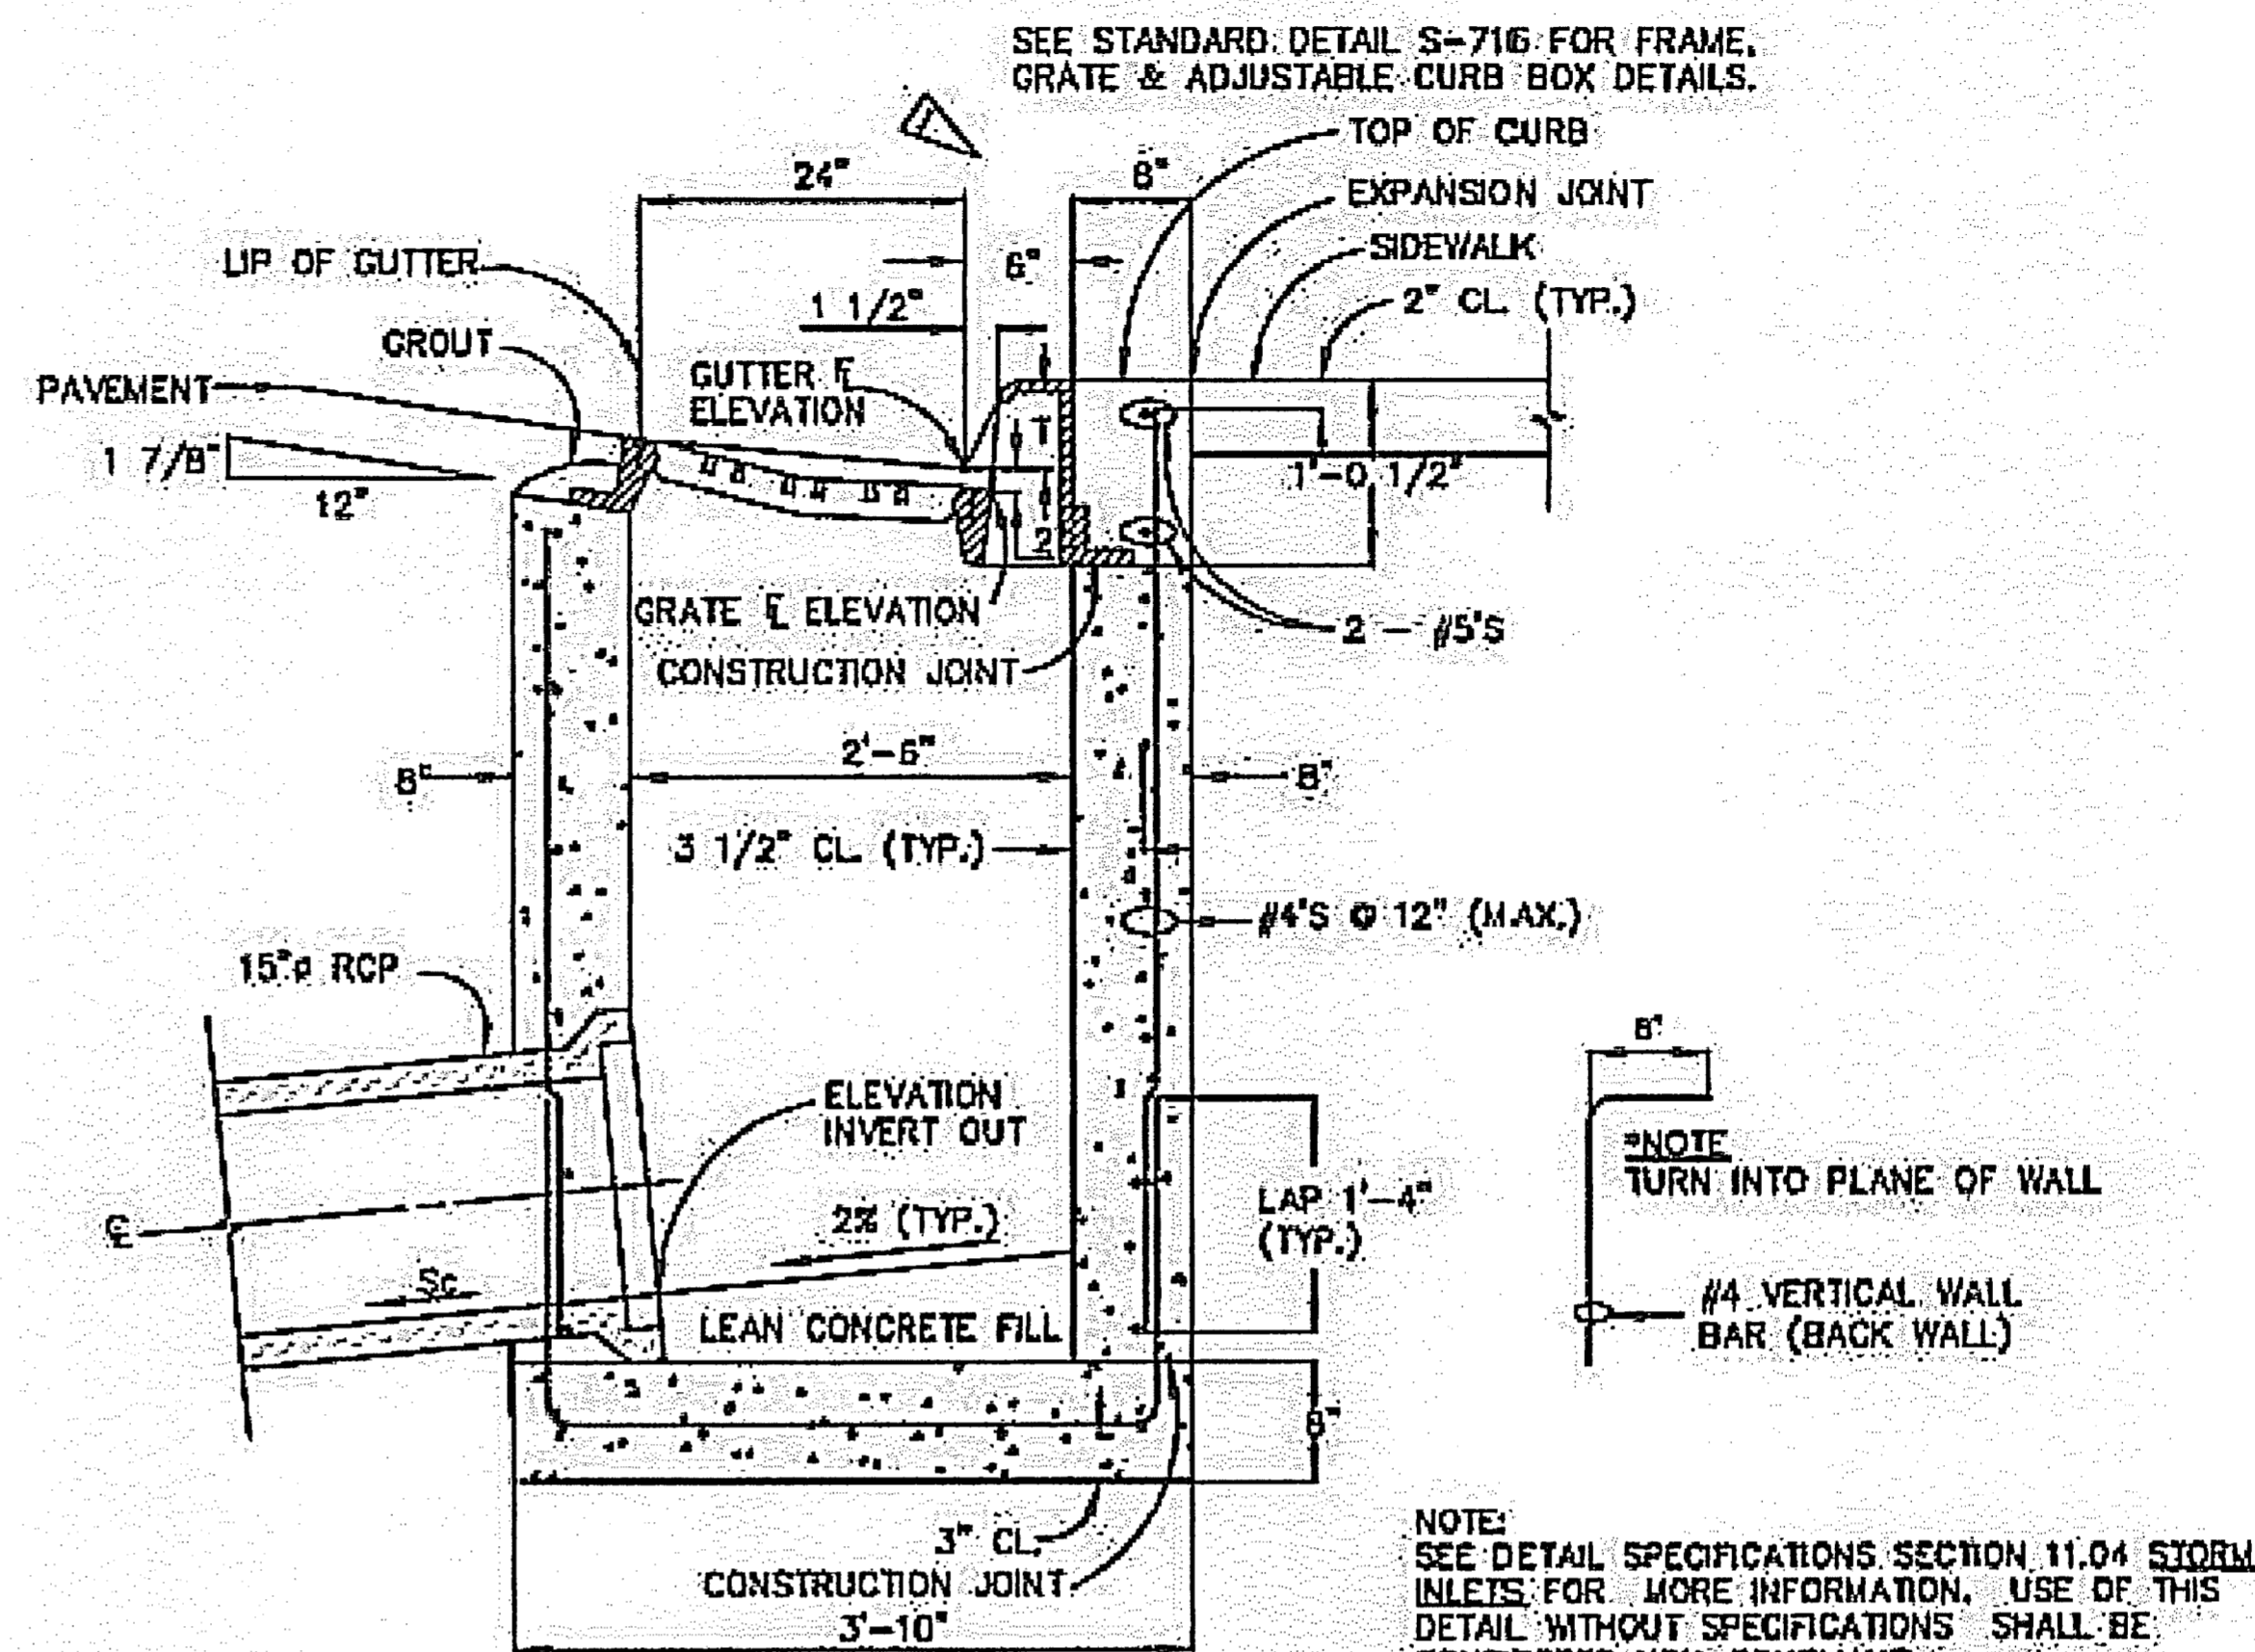 SEE STANDARD DETAIL S-716 FOR FRAME,
GRATE & ADJUSTABLE CURB BOX DETAILS.
1
TOP OF CURB
24"
8"
EXPANSION JOINT
LIP OF GUTTER
6"
SIDEWALK
1 1/2"
2" CL. (TYP.)
GROUT
GUTTER FL
ELEVATION
PAVEMENT
1 7/8"
12"
1
1'-0 1/2"
2
GRATE FL ELEVATION
2 - #5'S
CONSTRUCTION JOINT
8"
2'-6"
8"
3 1/2" CL. (TYP.)
#4'S @ 12" (MAX.)
15"ø RCP
8"
ELEVATION
INVERT OUT
*NOTE
TURN INTO PLANE OF WALL
LAP 1'-4"
(TYP.)
2% (TYP.)
℄
Sc
#4 VERTICAL WALL
BAR (BACK WALL)
LEAN CONCRETE FILL
8"
3" CL.
CONSTRUCTION JOINT
3'-10"
NOTE:
SEE DETAIL SPECIFICATIONS SECTION 11.04 STORM
INLETS FOR MORE INFORMATION. USE OF THIS
DETAIL WITHOUT SPECIFICATIONS SHALL BE